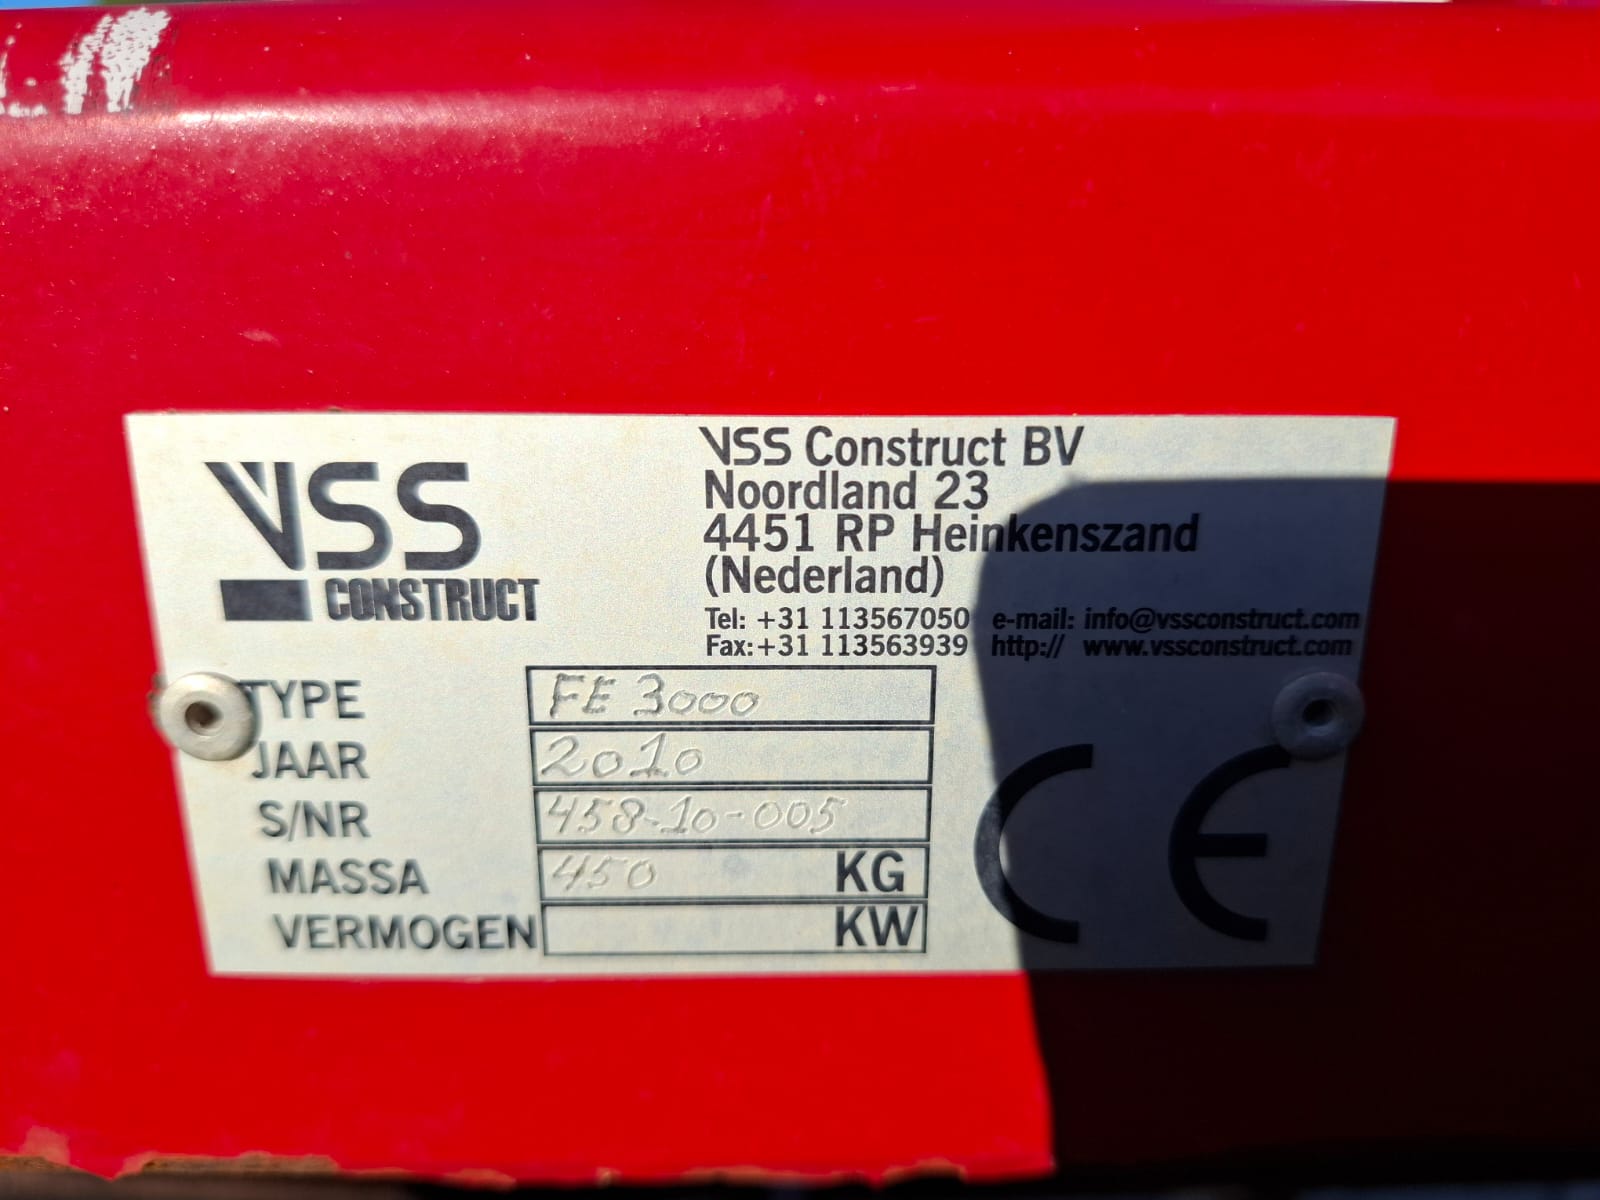 VSS
CONSTRUCT
VSS Construct BV
Noordland 23
4451 RP Heinkenszand
(Nederland)
Tel: +31 113567050 e-mail: info@vssconstruct.com
Fax:+31 113563939 http:// www.vssconstruct.com
TYPE FE 3000
JAAR 2010
S/NR 458-10-005
MASSA 450 KG
VERMOGEN KW
CE